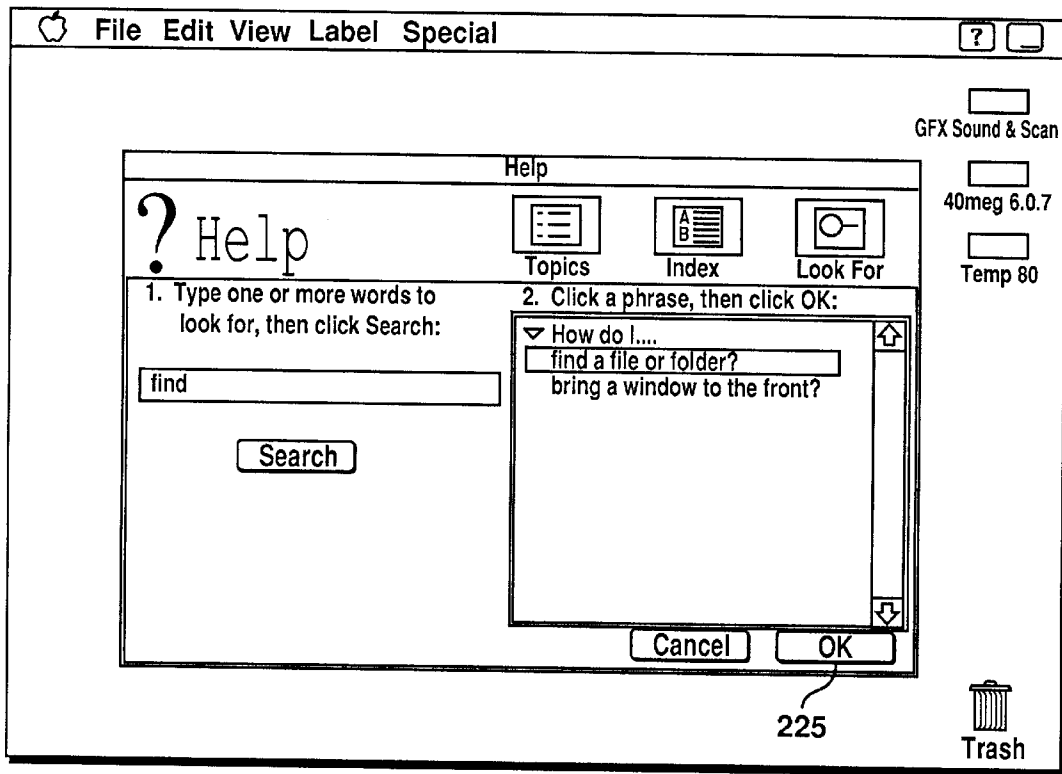 File Edit View Label Special
?
GFX Sound & Scan
40meg 6.0.7
Temp 80
Help
? Help
A
B
Topics
Index
Look For
1. Type one or more words to
look for, then click Search:
find
Search
2. Click a phrase, then click OK:
How do I....
find a file or folder?
bring a window to the front?
Cancel
OK
225
Trash